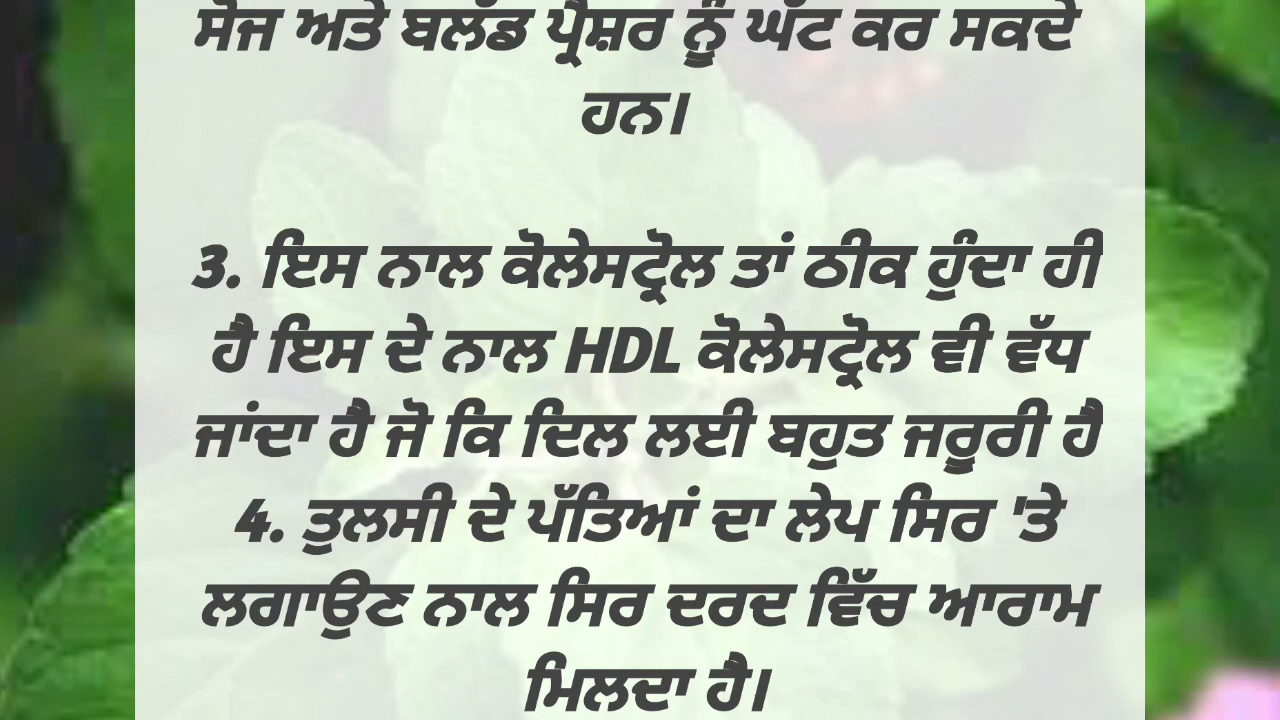 ਸੋਜ ਅਤੇ ਬਲੱਡ ਪ੍ਰੈਸ਼ਰ ਨੂੰ ਘੱਟ ਕਰ ਸਕਦੇ
ਹਨ।
3. ਇਸ ਨਾਲ ਕੋਲੇਸਟ੍ਰੋਲ ਤਾਂ ਠੀਕ ਹੁੰਦਾ ਹੀ
ਹੈ ਇਸ ਦੇ ਨਾਲ HDL ਕੋਲੇਸਟ੍ਰੋਲ ਵੀ ਵੱਧ
ਜਾਂਦਾ ਹੈ ਜੋ ਕਿ ਦਿਲ ਲਈ ਬਹੁਤ ਜਰੂਰੀ ਹੈ
4. ਤੁਲਸੀ ਦੇ ਪੱਤਿਆਂ ਦਾ ਲੇਪ ਸਿਰ 'ਤੇ
ਲਗਾਉਣ ਨਾਲ ਸਿਰ ਦਰਦ ਵਿੱਚ ਆਰਾਮ
ਮਿਲਦਾ ਹੈ।